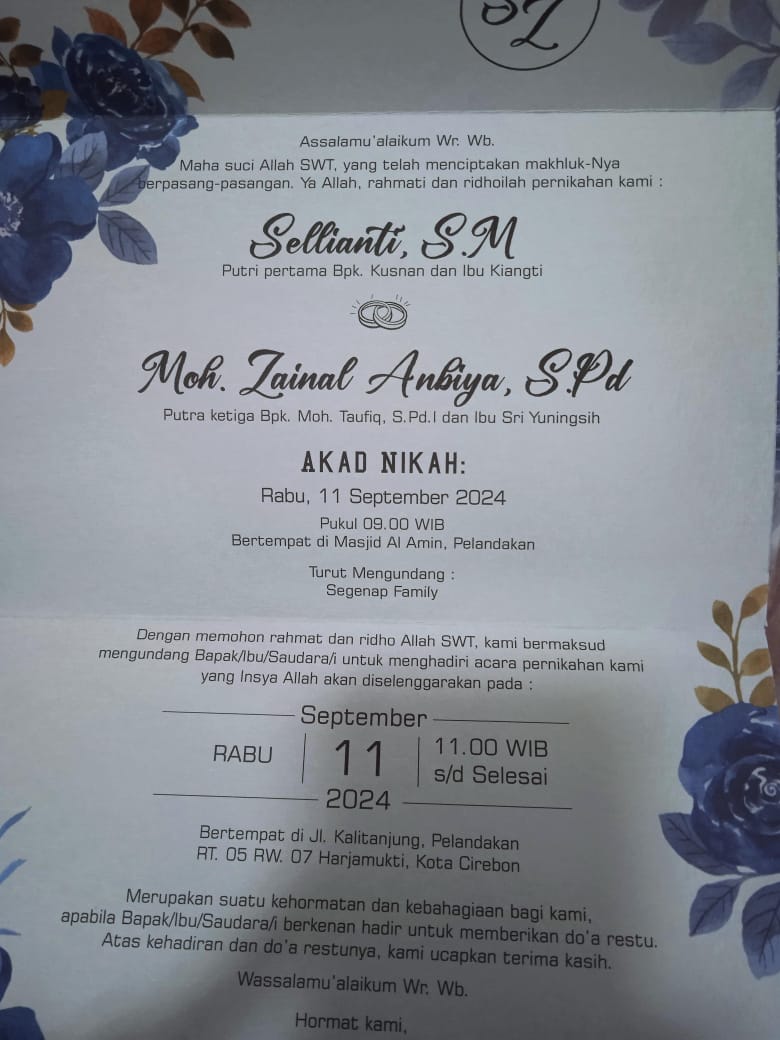 SZ
Assalamu'alaikum Wr. Wb.
Maha suci Allah SWT, yang telah menciptakan makhluk-Nya
berpasang-pasangan. Ya Allah, rahmati dan ridhoilah pernikahan kami :
Sellianti, S.M
Putri pertama Bpk. Kusnan dan Ibu Kiangti
Moh. Zainal Anbiya, S.Pd
Putra ketiga Bpk. Moh. Taufiq, S.Pd.I dan Ibu Sri Yuningsih
AKAD NIKAH:
Rabu, 11 September 2024
Pukul 09.00 WIB
Bertempat di Masjid Al Amin, Pelandakan
Turut Mengundang :
Segenap Family
Dengan memohon rahmat dan ridho Allah SWT, kami bermaksud
mengundang Bapak/Ibu/Saudara/i untuk menghadiri acara pernikahan kami
yang Insya Allah akan diselenggarakan pada :
September
RABU
11
11.00 WIB
s/d Selesai
2024
Bertempat di Jl. Kalitanjung, Pelandakan
RT. 05 RW. 07 Harjamukti, Kota Cirebon
Merupakan suatu kehormatan dan kebahagiaan bagi kami,
apabila Bapak/Ibu/Saudara/i berkenan hadir untuk memberikan do'a restu.
Atas kehadiran dan do'a restunya, kami ucapkan terima kasih.
Wassalamu'alaikum Wr. Wb.
Hormat kami,